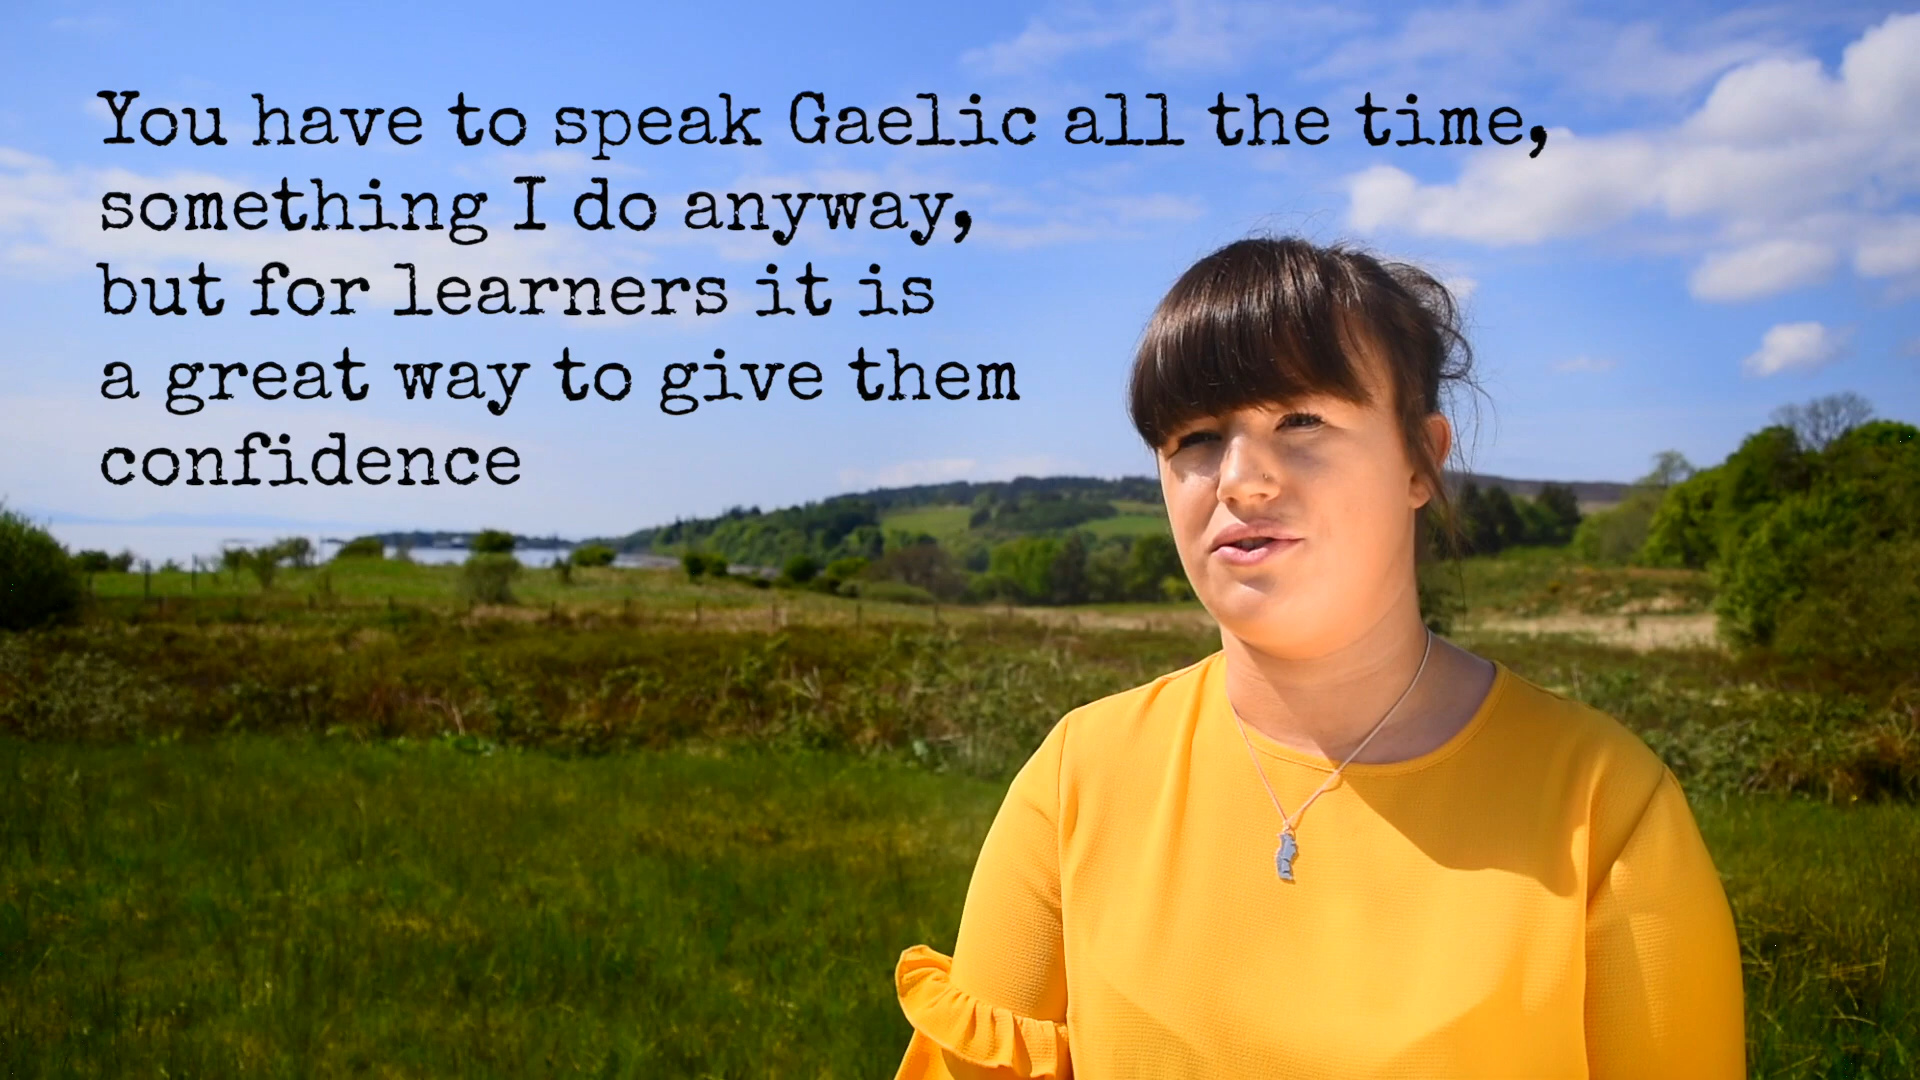 You have to speak Gaelic all the time,
something I do anyway,
but for learners it is
a great way to give them
confidence